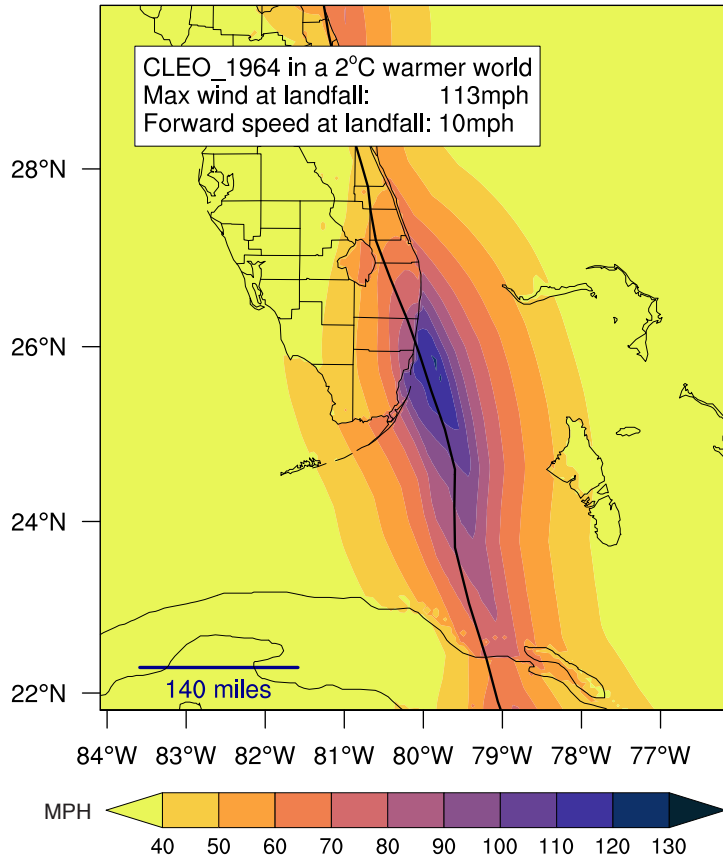 CLEO_1964 in a 2°C warmer world
Max wind at landfall: 113mph
Forward speed at landfall: 10mph
28°N
26°N
24°N
22°N
140 miles
84°W 83°W 82°W 81°W 80°W 79°W 78°W 77°W
MPH
40 50 60 70 80 90 100 110 120 130